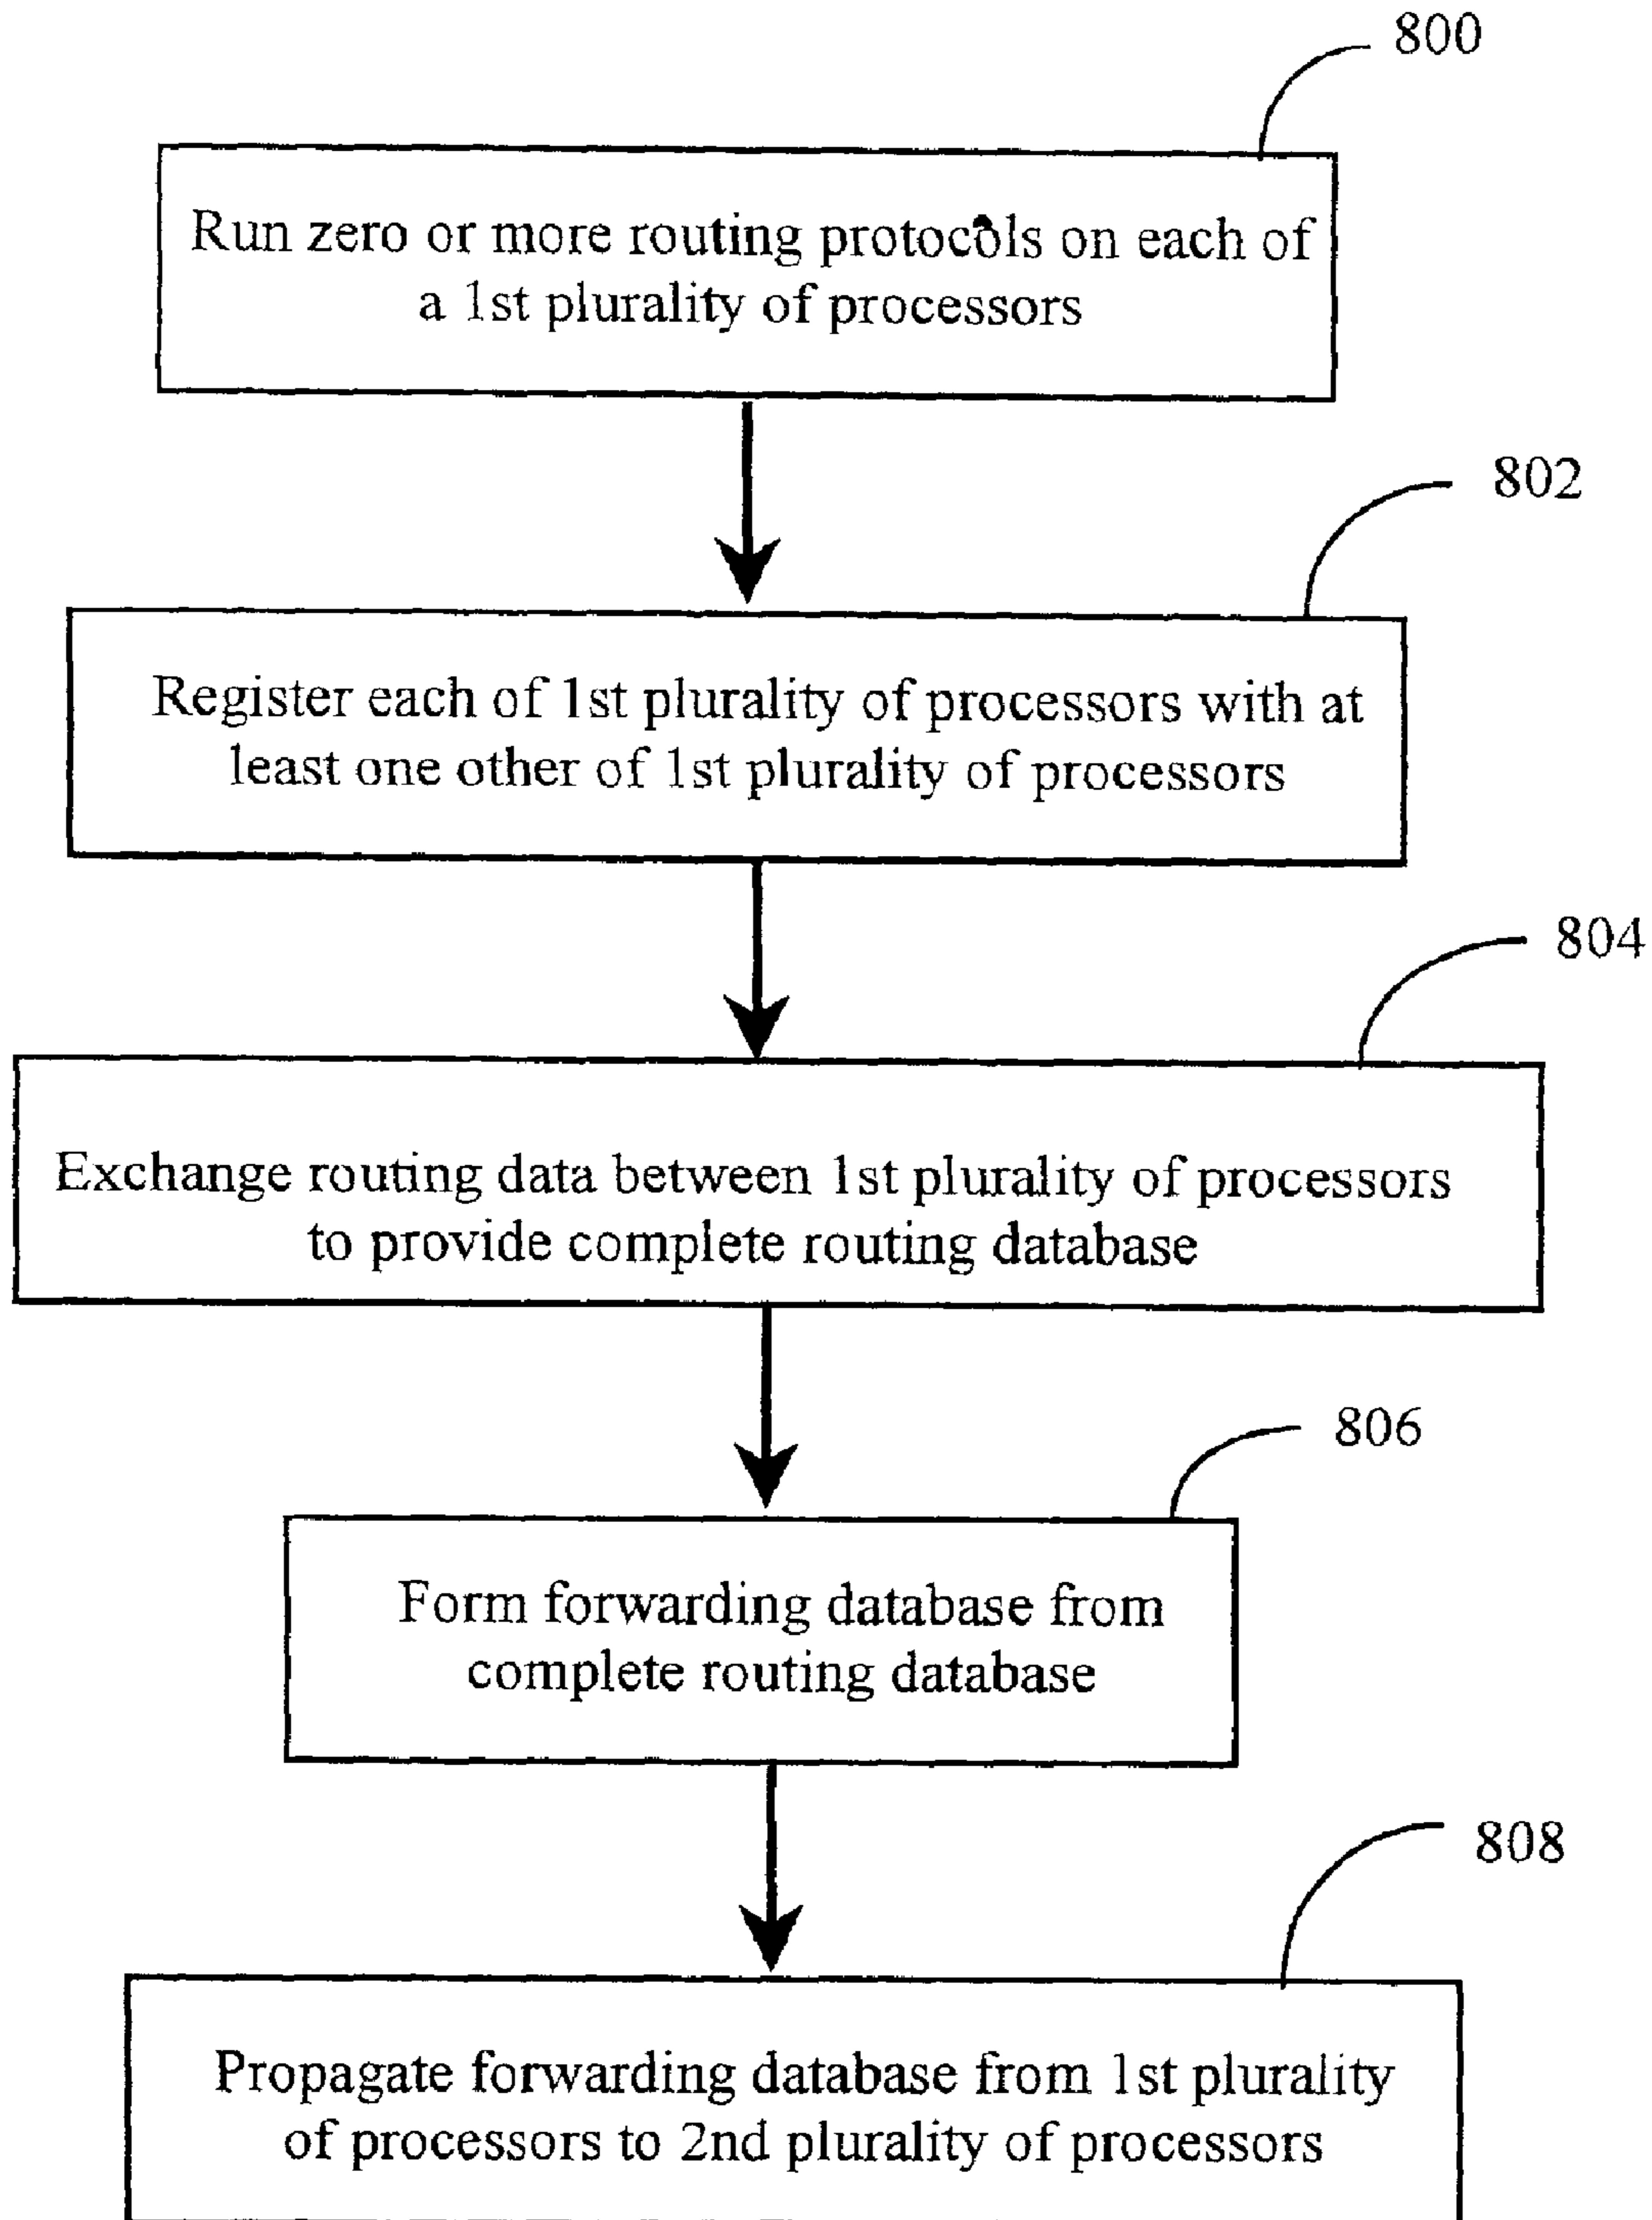 800
Run zero or more routing protocols on each of
a 1st plurality of processors
802
Register each of 1st plurality of processors with at
least one other of 1st plurality of processors
804
Exchange routing data between 1st plurality of processors
to provide complete routing database
806
Form forwarding database from
complete routing database
808
Propagate forwarding database from 1st plurality
of processors to 2nd plurality of processors